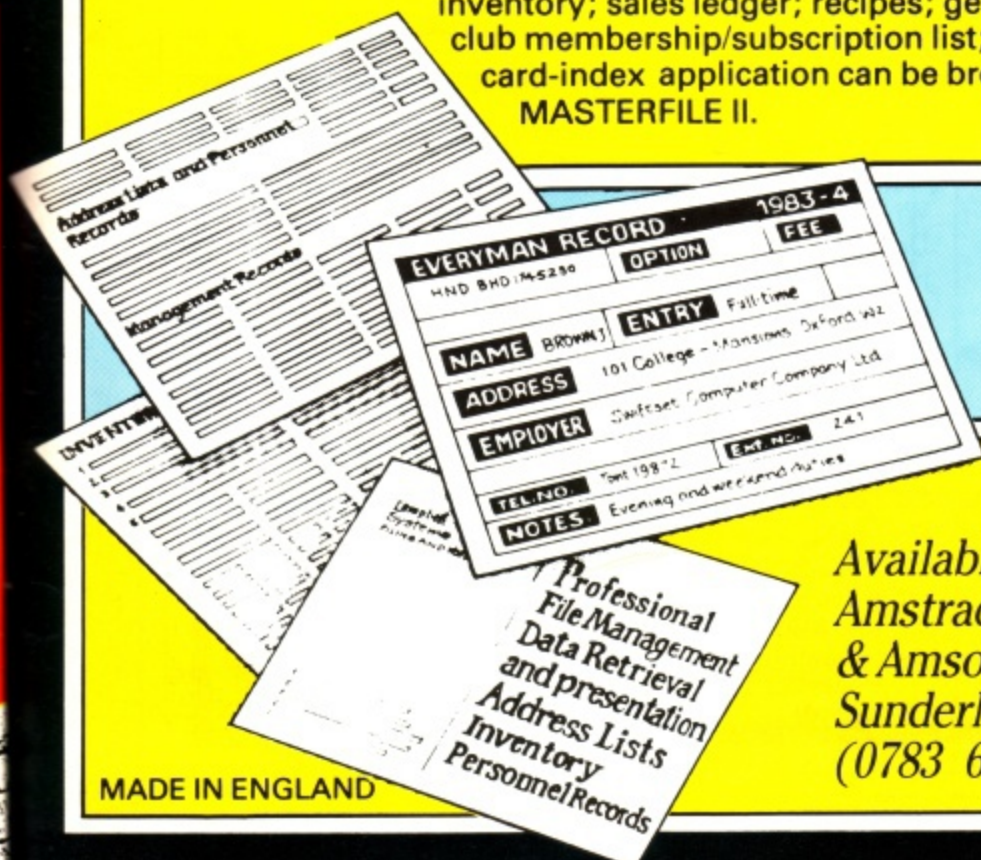 inventory; sales ledger; recipes; ge
club membership/subscription list,
card-index application can be br
MASTERFILE II.
Address Lists and Personnel
Records
Management Records
EVERYMAN RECORD 1983-4
OPTION FEE
NAME BROWN J ENTRY Full-time
ADDRESS 101 College - Mansions Oxford W2
EMPLOYER Swiftset Computer Company Ltd
TEL.NO. EXT. NO. 241
NOTES. Evening and weekend duties
Professional
File Management
Data Retrieval
and presentation
Address Lists
Inventory
Personnel Records
Availab
Amstrac
& Amso
Sunderl
(0783 6
MADE IN ENGLAND